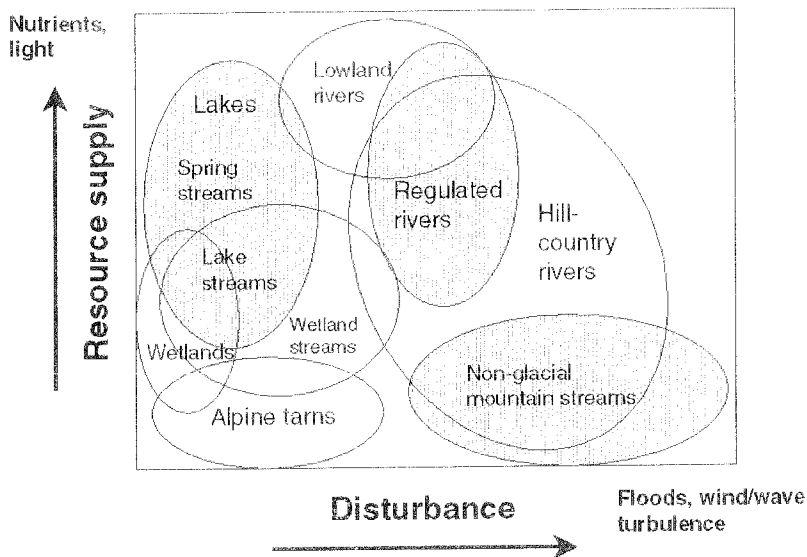 Nutrients,
light
Resource supply
Lowland
rivers
Lakes
Spring
streams
Regulated
rivers
Hill-
country
rivers
Lake
streams
Wetland
streams
Wetlands
Non-glacial
mountain streams
Alpine tarns
Disturbance
Floods, wind/wave
turbulence